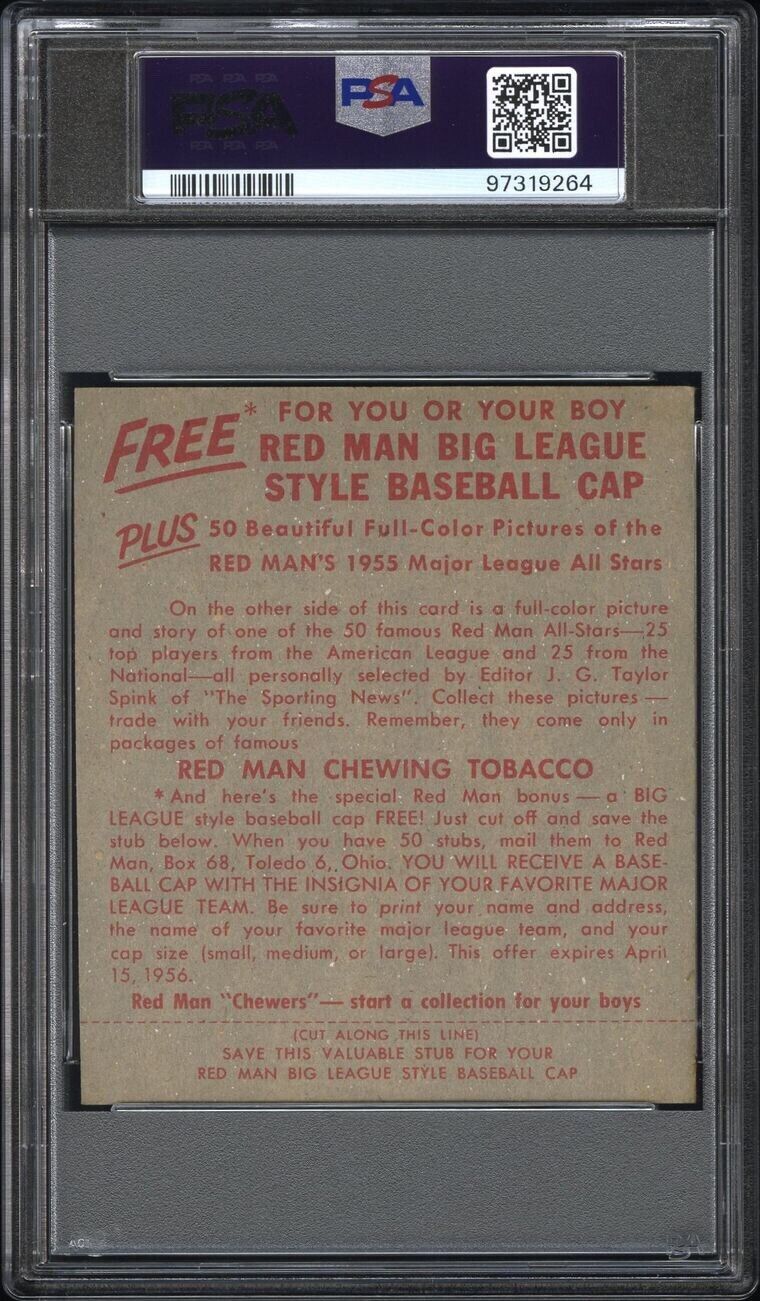 PSA PSA PSA
PSA
PSA PSA PSA
PSA
97319264
FREE* FOR YOU OR YOUR BOY
RED MAN BIG LEAGUE
STYLE BASEBALL CAP
PLUS 50 Beautiful Full-Color Pictures of the
RED MAN'S 1955 Major League All Stars
On the other side of this card is a full-color picture
and story of one of the 50 famous Red Man All-Stars—25
top players from the American League and 25 from the
National—all personally selected by Editor J. G. Taylor
Spink of "The Sporting News". Collect these pictures —
trade with your friends. Remember, they come only in
packages of famous
RED MAN CHEWING TOBACCO
* And here's the special Red Man bonus — a BIG
LEAGUE style baseball cap FREE! Just cut off and save the
stub below. When you have 50 stubs, mail them to Red
Man, Box 68, Toledo 6, Ohio. YOU WILL RECEIVE A BASE-
BALL CAP WITH THE INSIGNIA OF YOUR FAVORITE MAJOR
LEAGUE TEAM. Be sure to print your name and address,
the name of your favorite major league team, and your
cap size (small, medium, or large). This offer expires April
15, 1956.
Red Man "Chewers"— start a collection for your boys
(CUT ALONG THIS LINE)
SAVE THIS VALUABLE STUB FOR YOUR
RED MAN BIG LEAGUE STYLE BASEBALL CAP